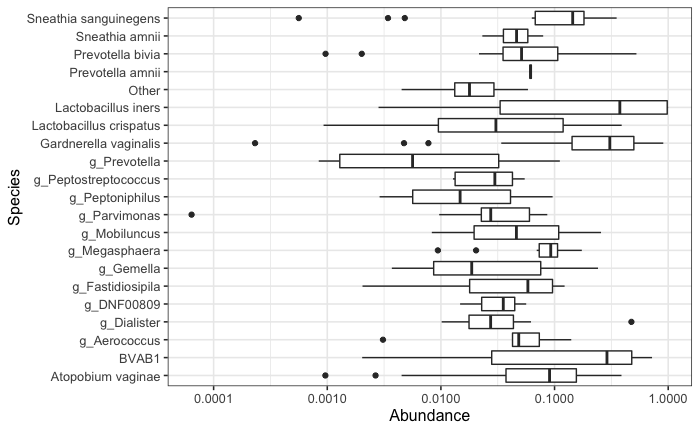 Sneathia sanguinegens
Sneathia amnii
Prevotella bivia
Prevotella amnii
Other
Lactobacillus iners
Lactobacillus crispatus
Gardnerella vaginalis
g_Prevotella
g_Peptostreptococcus
g_Peptoniphilus
g_Parvimonas
g_Mobiluncus
g_Megasphaera
g_Gemella
g_Fastidiosipila
g_DNF00809
g_Dialister
g_Aerococcus
BVAB1
Atopobium vaginae
Species
0.0001 0.0010 0.0100 0.1000 1.0000
Abundance